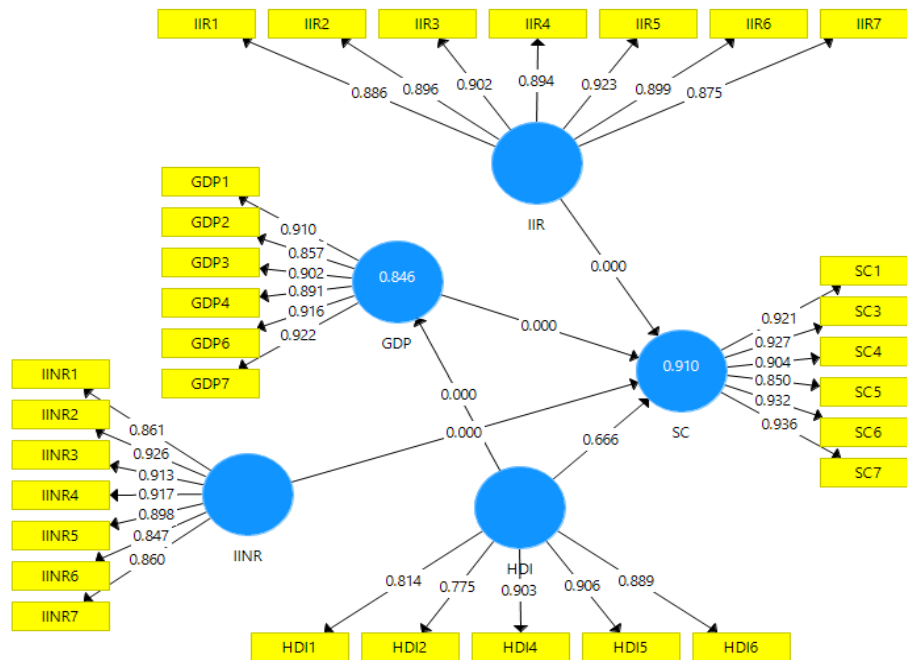 IIR1 IIR2 IIR3 IIR4 IIR5 IIR6 IIR7
0.886 0.896 0.902 0.894 0.923 0.899 0.875
IIR
GDP1
GDP2
GDP3
GDP4
GDP6
GDP7
0.910
0.857
0.902
0.891
0.916
0.922
0.846
GDP
0.000
0.000
0.000
0.000
0.666
SC1
SC3
SC4
SC5
SC6
SC7
0.921
0.927
0.904
0.850
0.932
0.936
0.910
SC
IINR1
IINR2
IINR3
IINR4
IINR5
IINR6
IINR7
0.861
0.926
0.913
0.917
0.898
0.847
0.860
IINR
HDI
0.814 0.775 0.903 0.906 0.889
HDI1 HDI2 HDI4 HDI5 HDI6